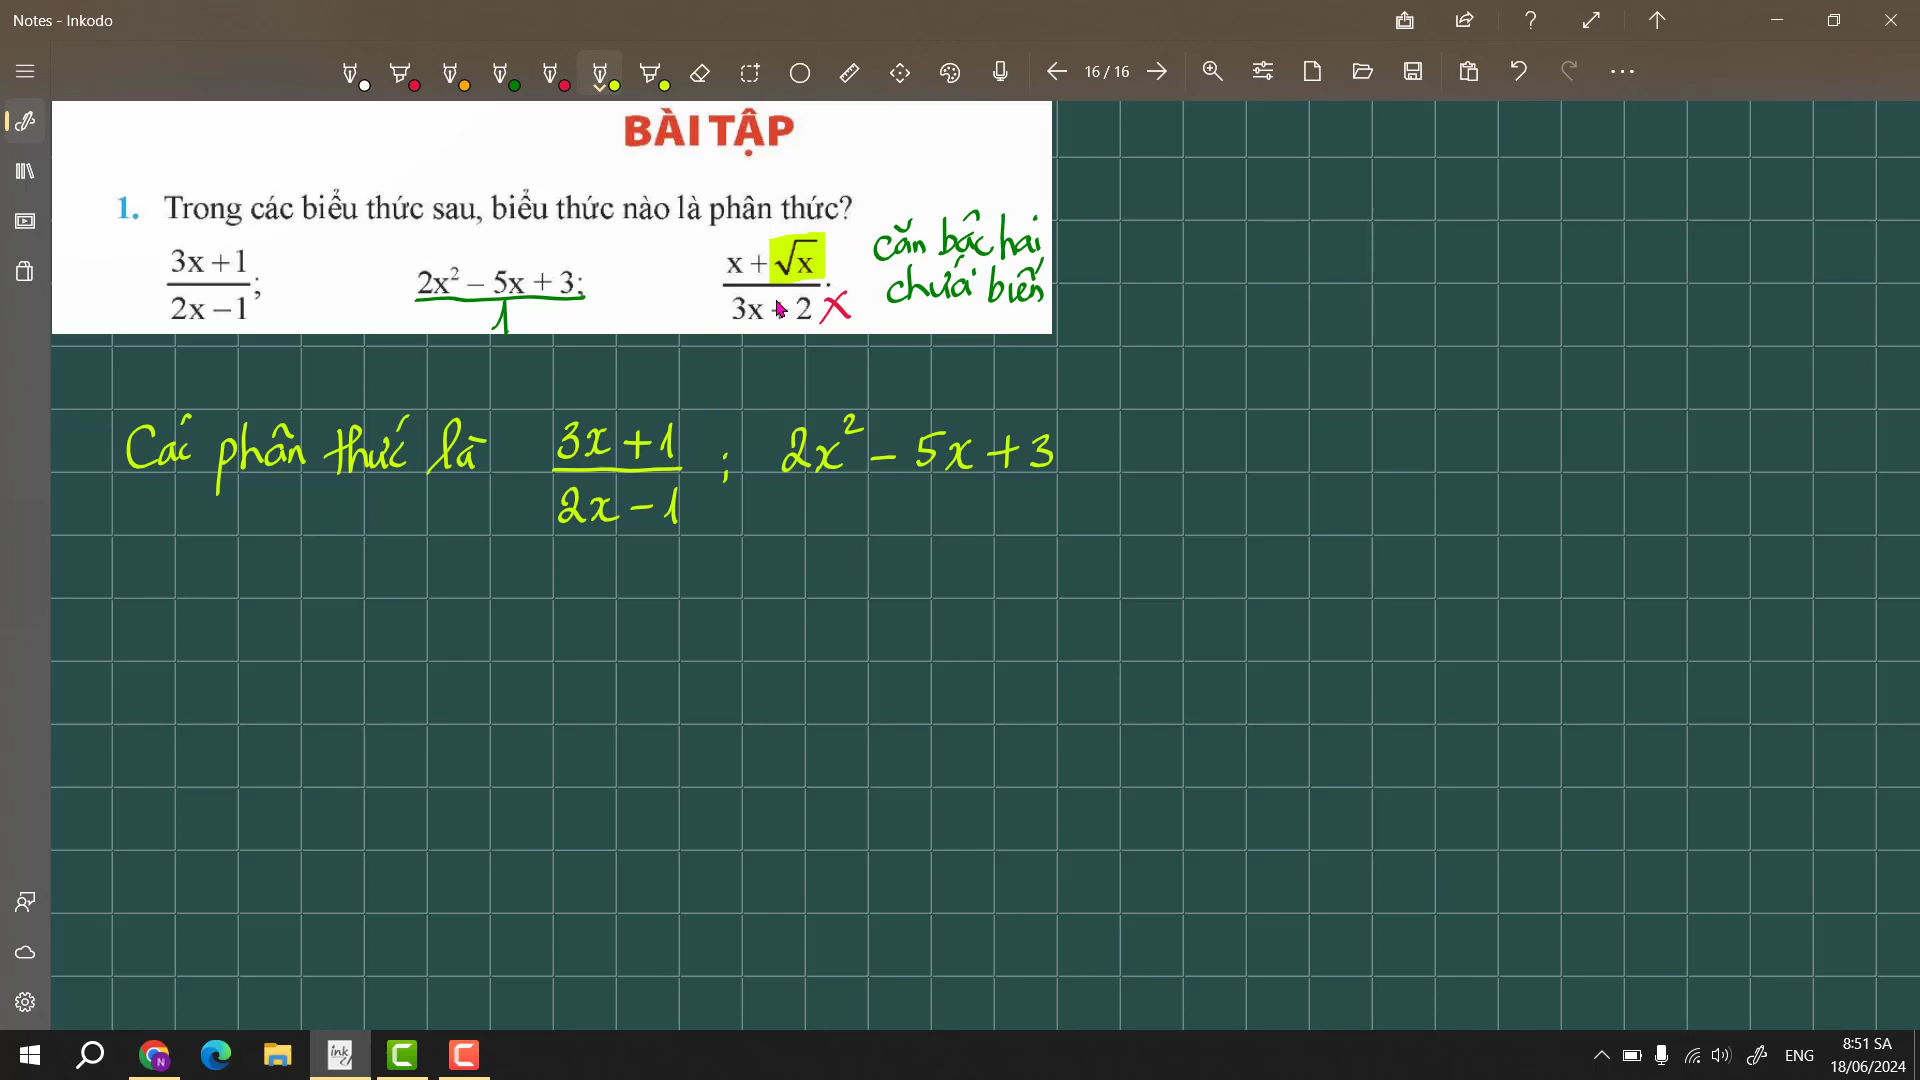 Notes - Inkodo
16 / 16
BÀI TẬP
1. Trong các biểu thức sau, biểu thức nào là phân thức?
3x + 1
2x − 1 ;
2x² − 5x + 3;
1
x + √x
3x + 2 .
X
căn bậc hai
chứa biến
Các phân thức là 3x + 1 / 2x − 1 ; 2x² − 5x + 3
ink
ENG
8:51 SA
18/06/2024